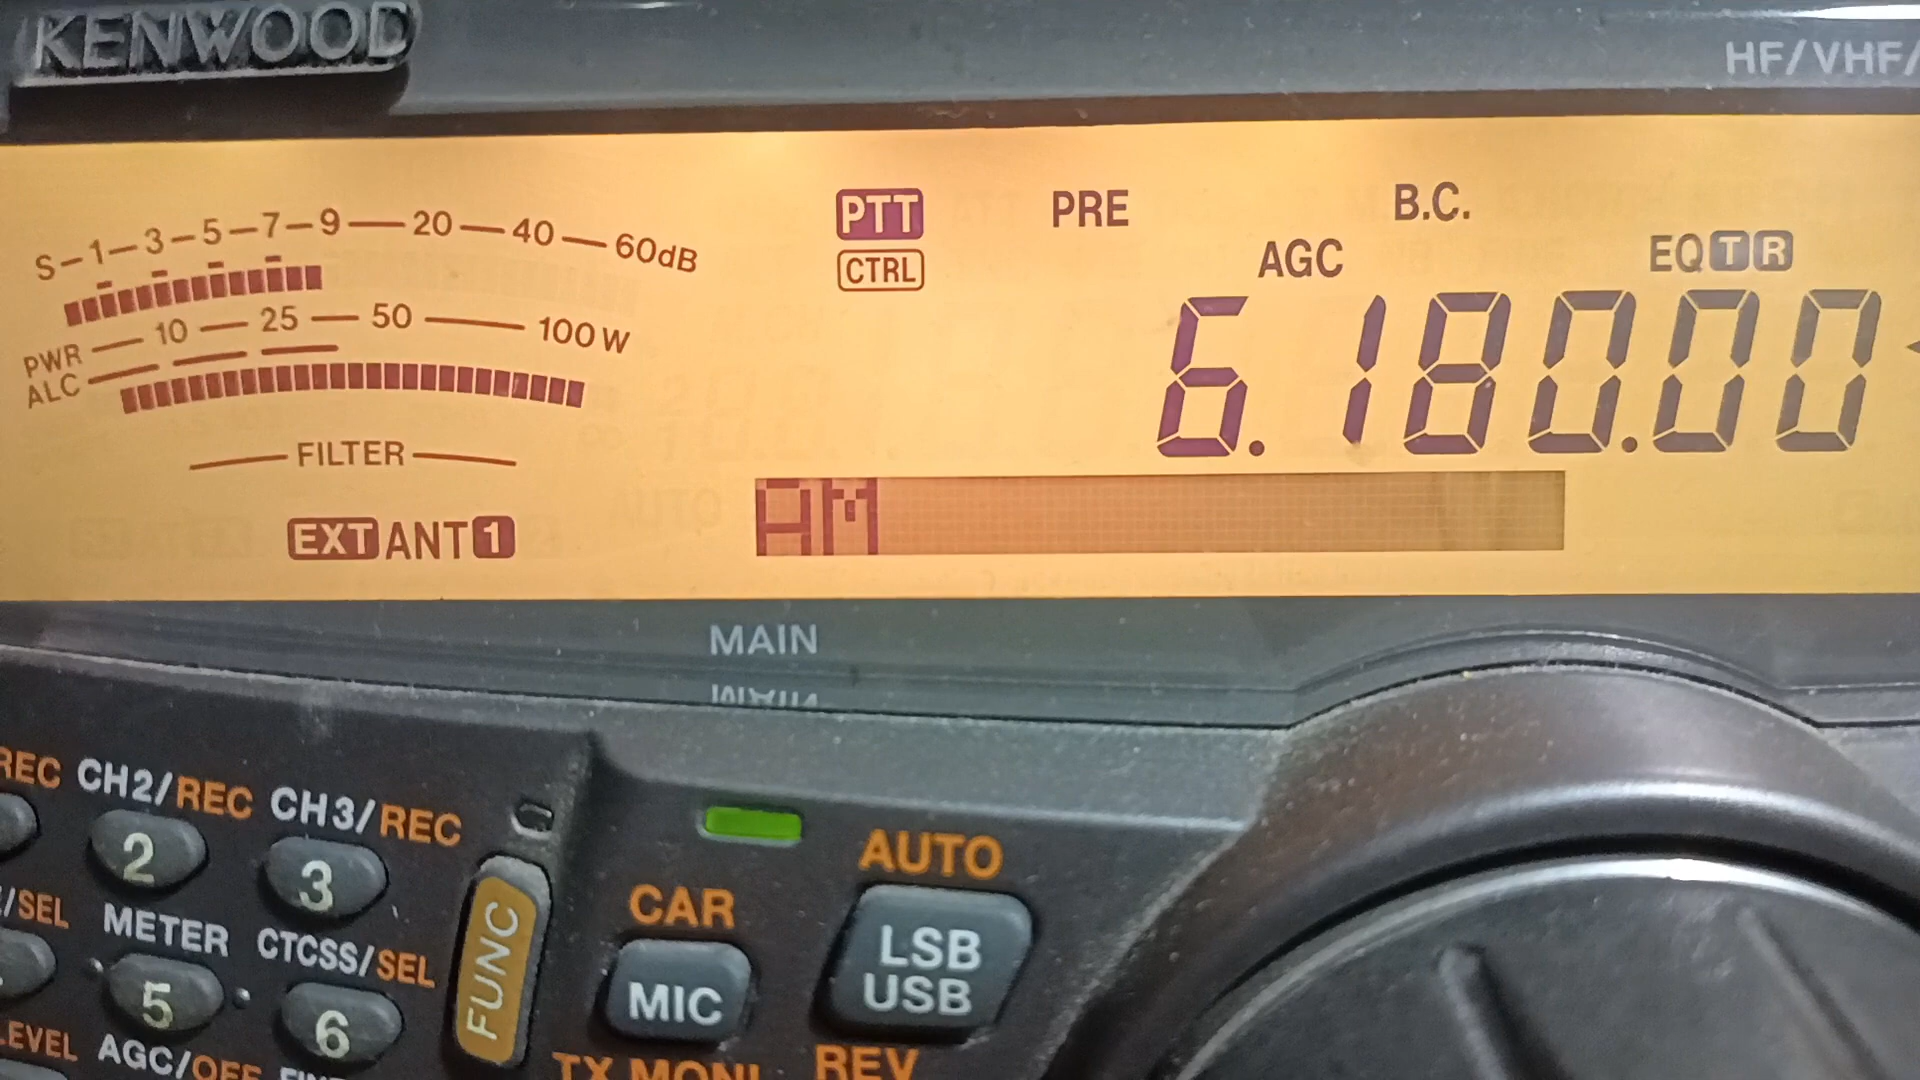 KENWOOD
HF/VHF/
S-1-3-5-7-9-20-40-60dB
PTT
PRE
B.C.
CTRL
AGC
EQ T R
PWR 10 25 50 100 W
ALC
6.180.00
FILTER
AM
EXT ANT 1
MAIN
REC CH2/REC CH3/REC
2 3
AUTO
CAR
/SEL METER CTCSS/SEL
FUNC
LSB
USB
MIC
5 6
LEVEL AGC/OFF
TX MONI REV